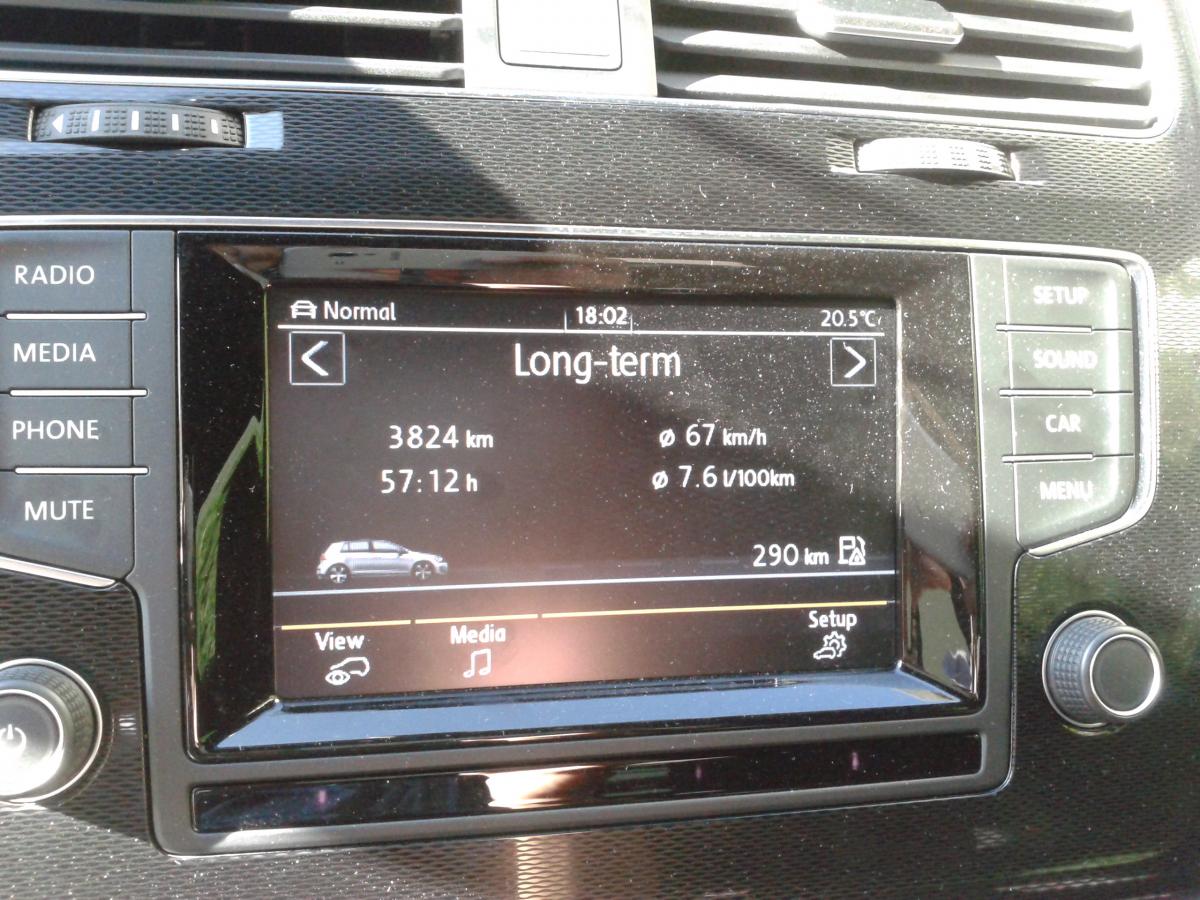 RADIO
MEDIA
PHONE
MUTE
Normal 18:02 20.5°C
< Long-term >
3824 km ø 67 km/h
57:12 h ø 7.6 l/100km
290 km
View Media Setup
SETUP
SOUND
CAR
MENU